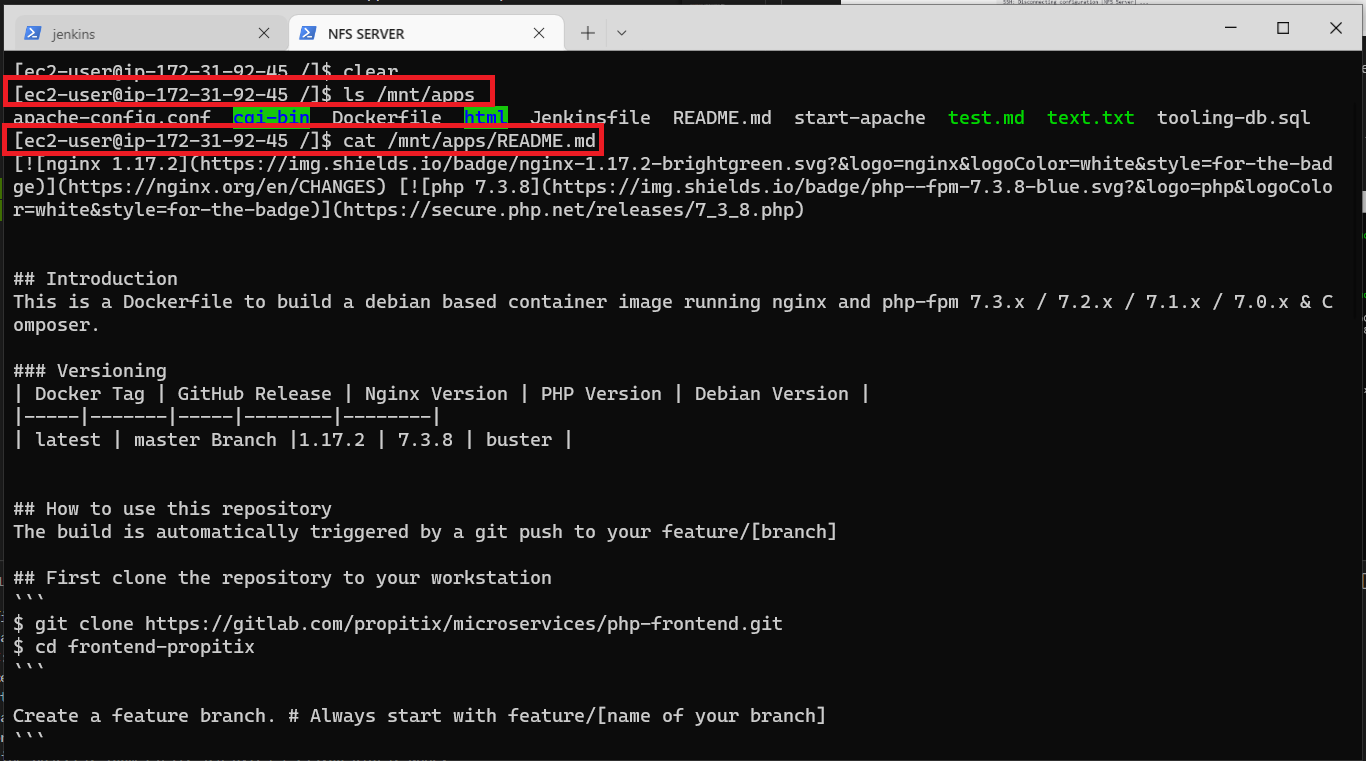 SSH: Disconnecting configuration [NFS Server] ...
jenkins
NFS SERVER
[ec2-user@ip-172-31-92-45 /]$ clear
[ec2-user@ip-172-31-92-45 /]$ ls /mnt/apps
apache-config.conf cgi-bin Dockerfile html Jenkinsfile README.md start-apache test.md text.txt tooling-db.sql
[ec2-user@ip-172-31-92-45 /]$ cat /mnt/apps/README.md
[![nginx 1.17.2](https://img.shields.io/badge/nginx-1.17.2-brightgreen.svg?&logo=nginx&logoColor=white&style=for-the-bad
ge)](https://nginx.org/en/CHANGES) [![php 7.3.8](https://img.shields.io/badge/php--fpm-7.3.8-blue.svg?&logo=php&logoColo
r=white&style=for-the-badge)](https://secure.php.net/releases/7_3_8.php)
## Introduction
This is a Dockerfile to build a debian based container image running nginx and php-fpm 7.3.x / 7.2.x / 7.1.x / 7.0.x & C
omposer.
### Versioning
| Docker Tag | GitHub Release | Nginx Version | PHP Version | Debian Version |
|-----|-------|-----|--------|--------|
| latest | master Branch |1.17.2 | 7.3.8 | buster |
## How to use this repository
The build is automatically triggered by a git push to your feature/[branch]
## First clone the repository to your workstation
```
$ git clone https://gitlab.com/propitix/microservices/php-frontend.git
$ cd frontend-propitix
```
Create a feature branch. # Always start with feature/[name of your branch]
```